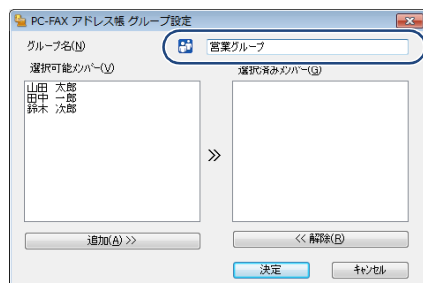 PC-FAX アドレス帳 グループ設定
グループ名(N)
営業グループ
選択可能メンバー(V)
選択済みメンバー(G)
山田 太郎
田中 一郎
鈴木 次郎
>>
追加(A) >>
<< 解除(R)
決定
キャンセル